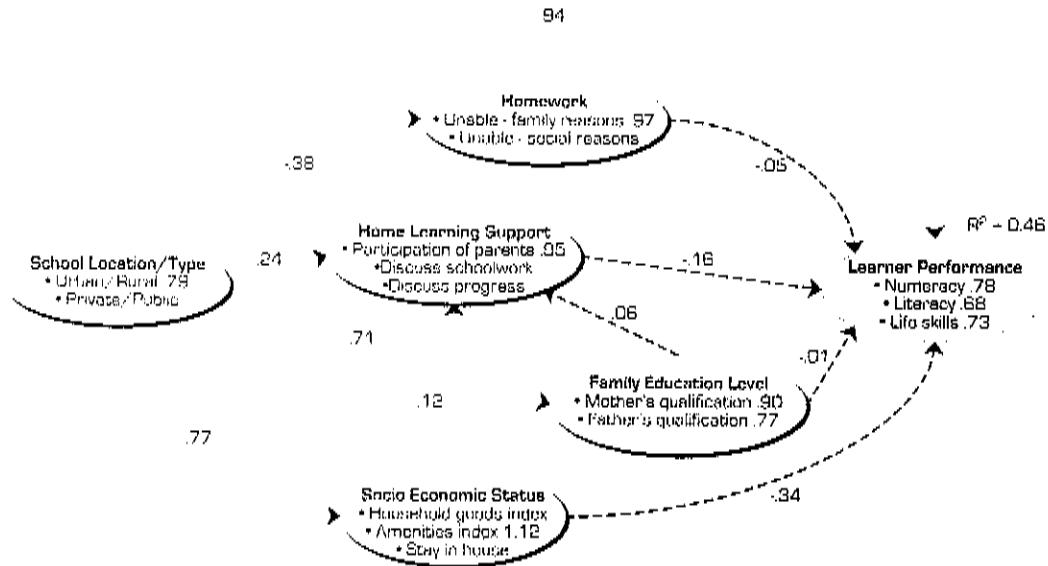 94
Homework
• Unable - family reasons .97
• Unable - social reasons
-.38
-.05
R² = 0.46
Home Learning Support
• Participation of parents .95
•Discuss schoolwork
•Discuss progress
School Location/Type
• Urban/Rural .79
• Private/Public
.24
-.16
Learner Performance
• Numeracy .78
• Literacy .68
• Life skills .73
.06
.71
-.01
Family Education Level
• Mother's qualification .90
• Father's qualification .77
.12
.77
Socio Economic Status
• Household goods index
• Amenities index 1.12
• Stay in house
-.34